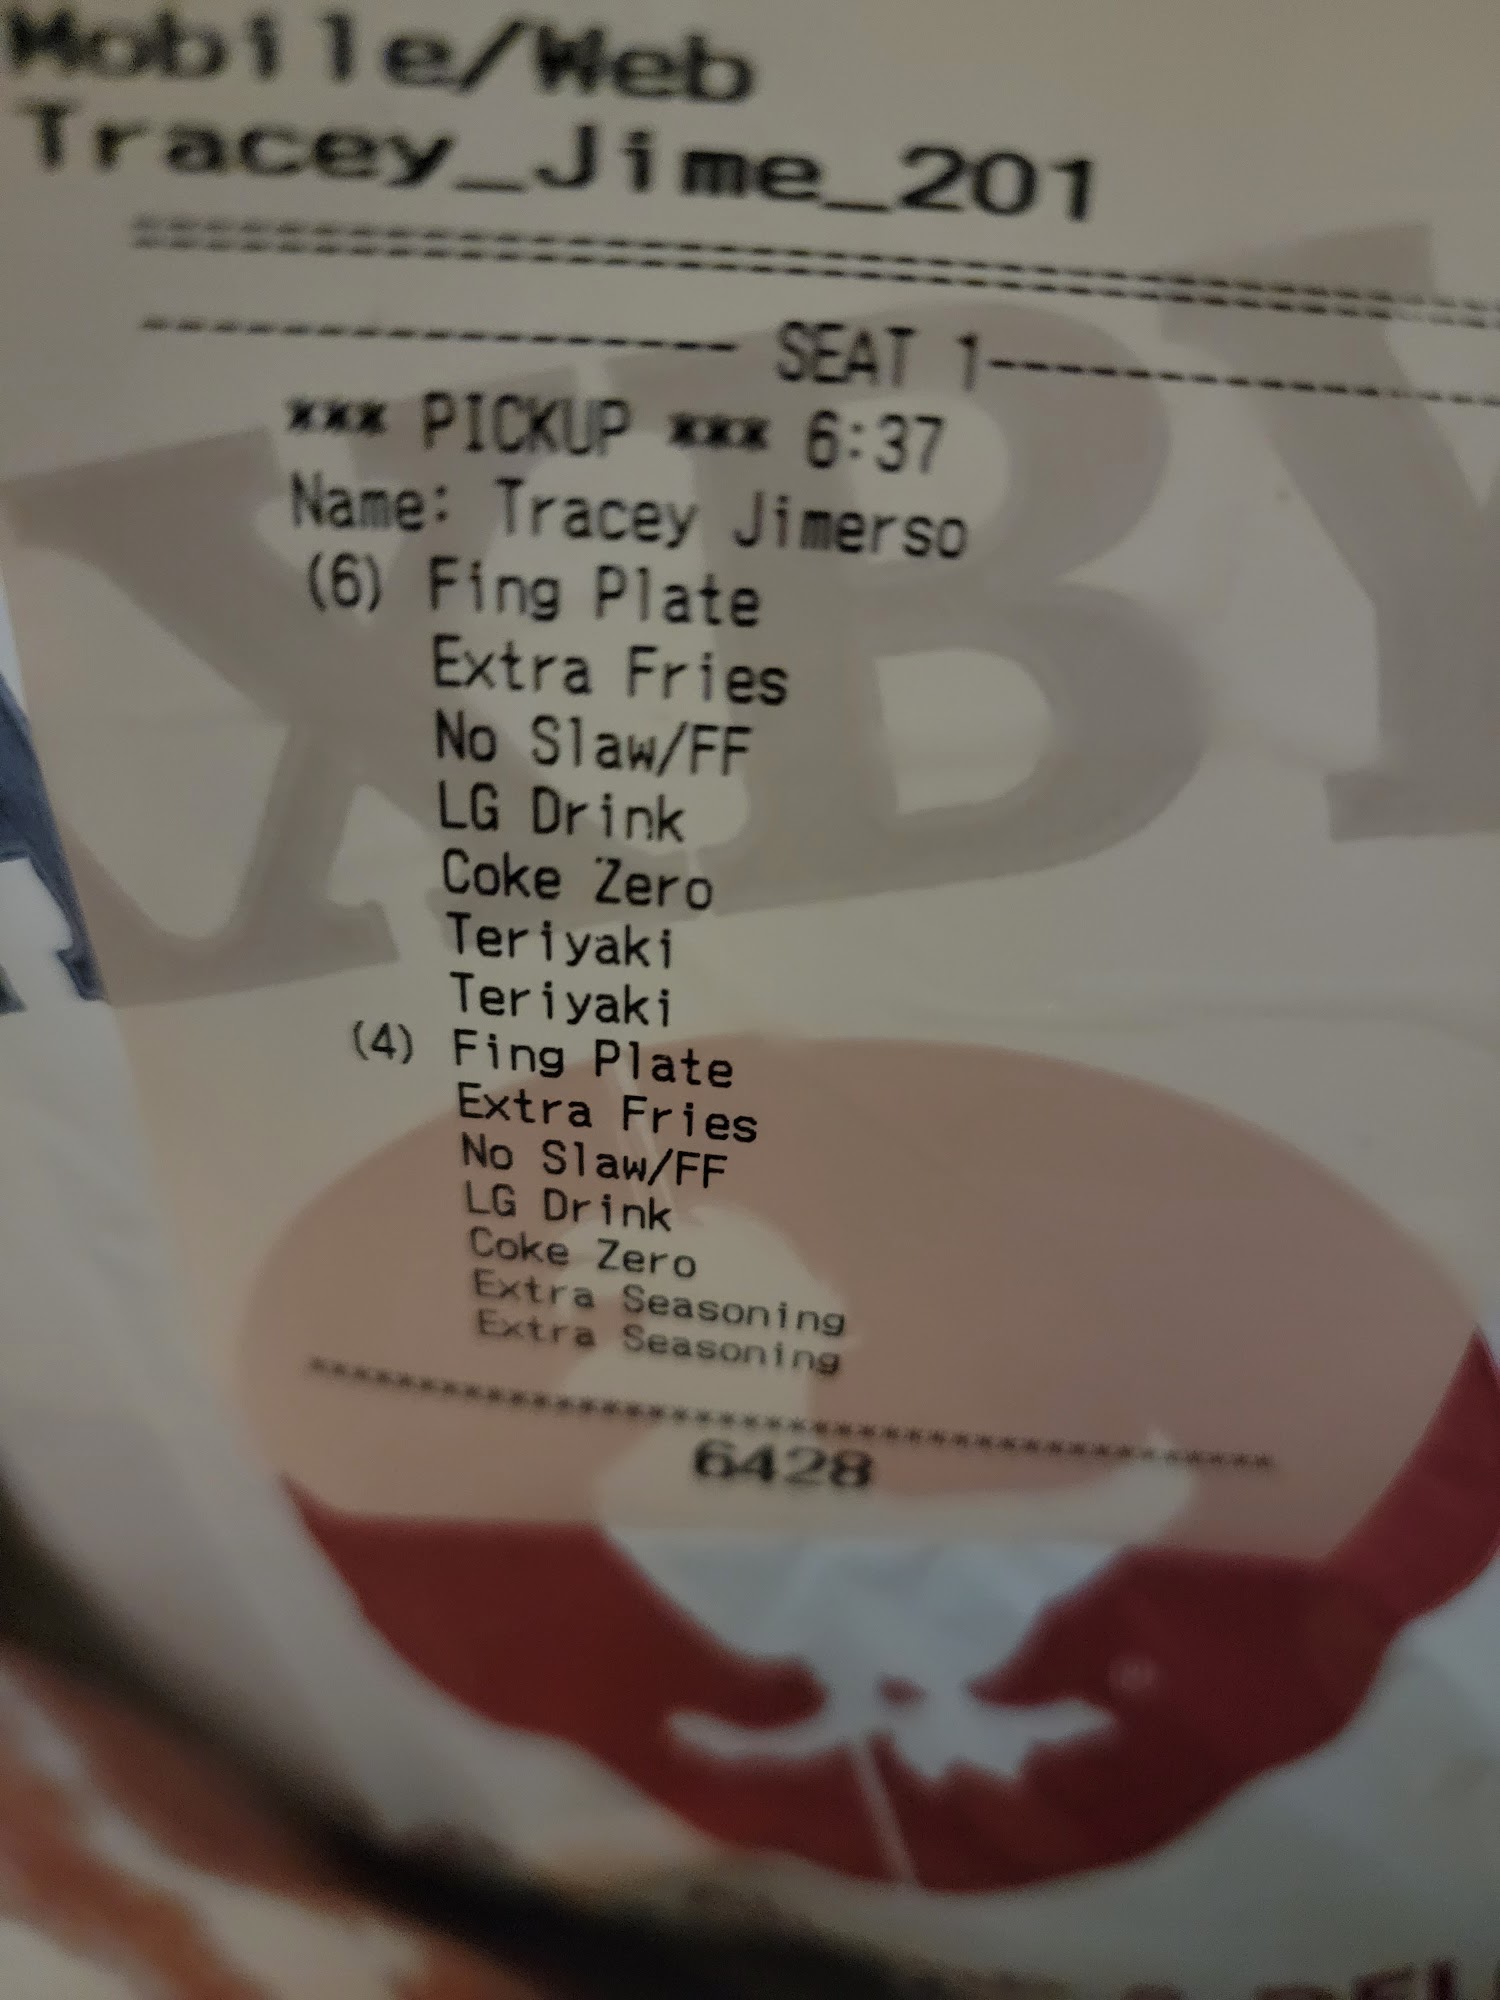 Mobile/Web
Tracey_Jime_201
==========================================
---------------- SEAT 1--------------
*** PICKUP *** 6:37
Name: Tracey Jimerso
(6) Fing Plate
Extra Fries
No Slaw/FF
LG Drink
Coke Zero
Teriyaki
Teriyaki
(4) Fing Plate
Extra Fries
No Slaw/FF
LG Drink
Coke Zero
Extra Seasoning
Extra Seasoning
****************************************
6428